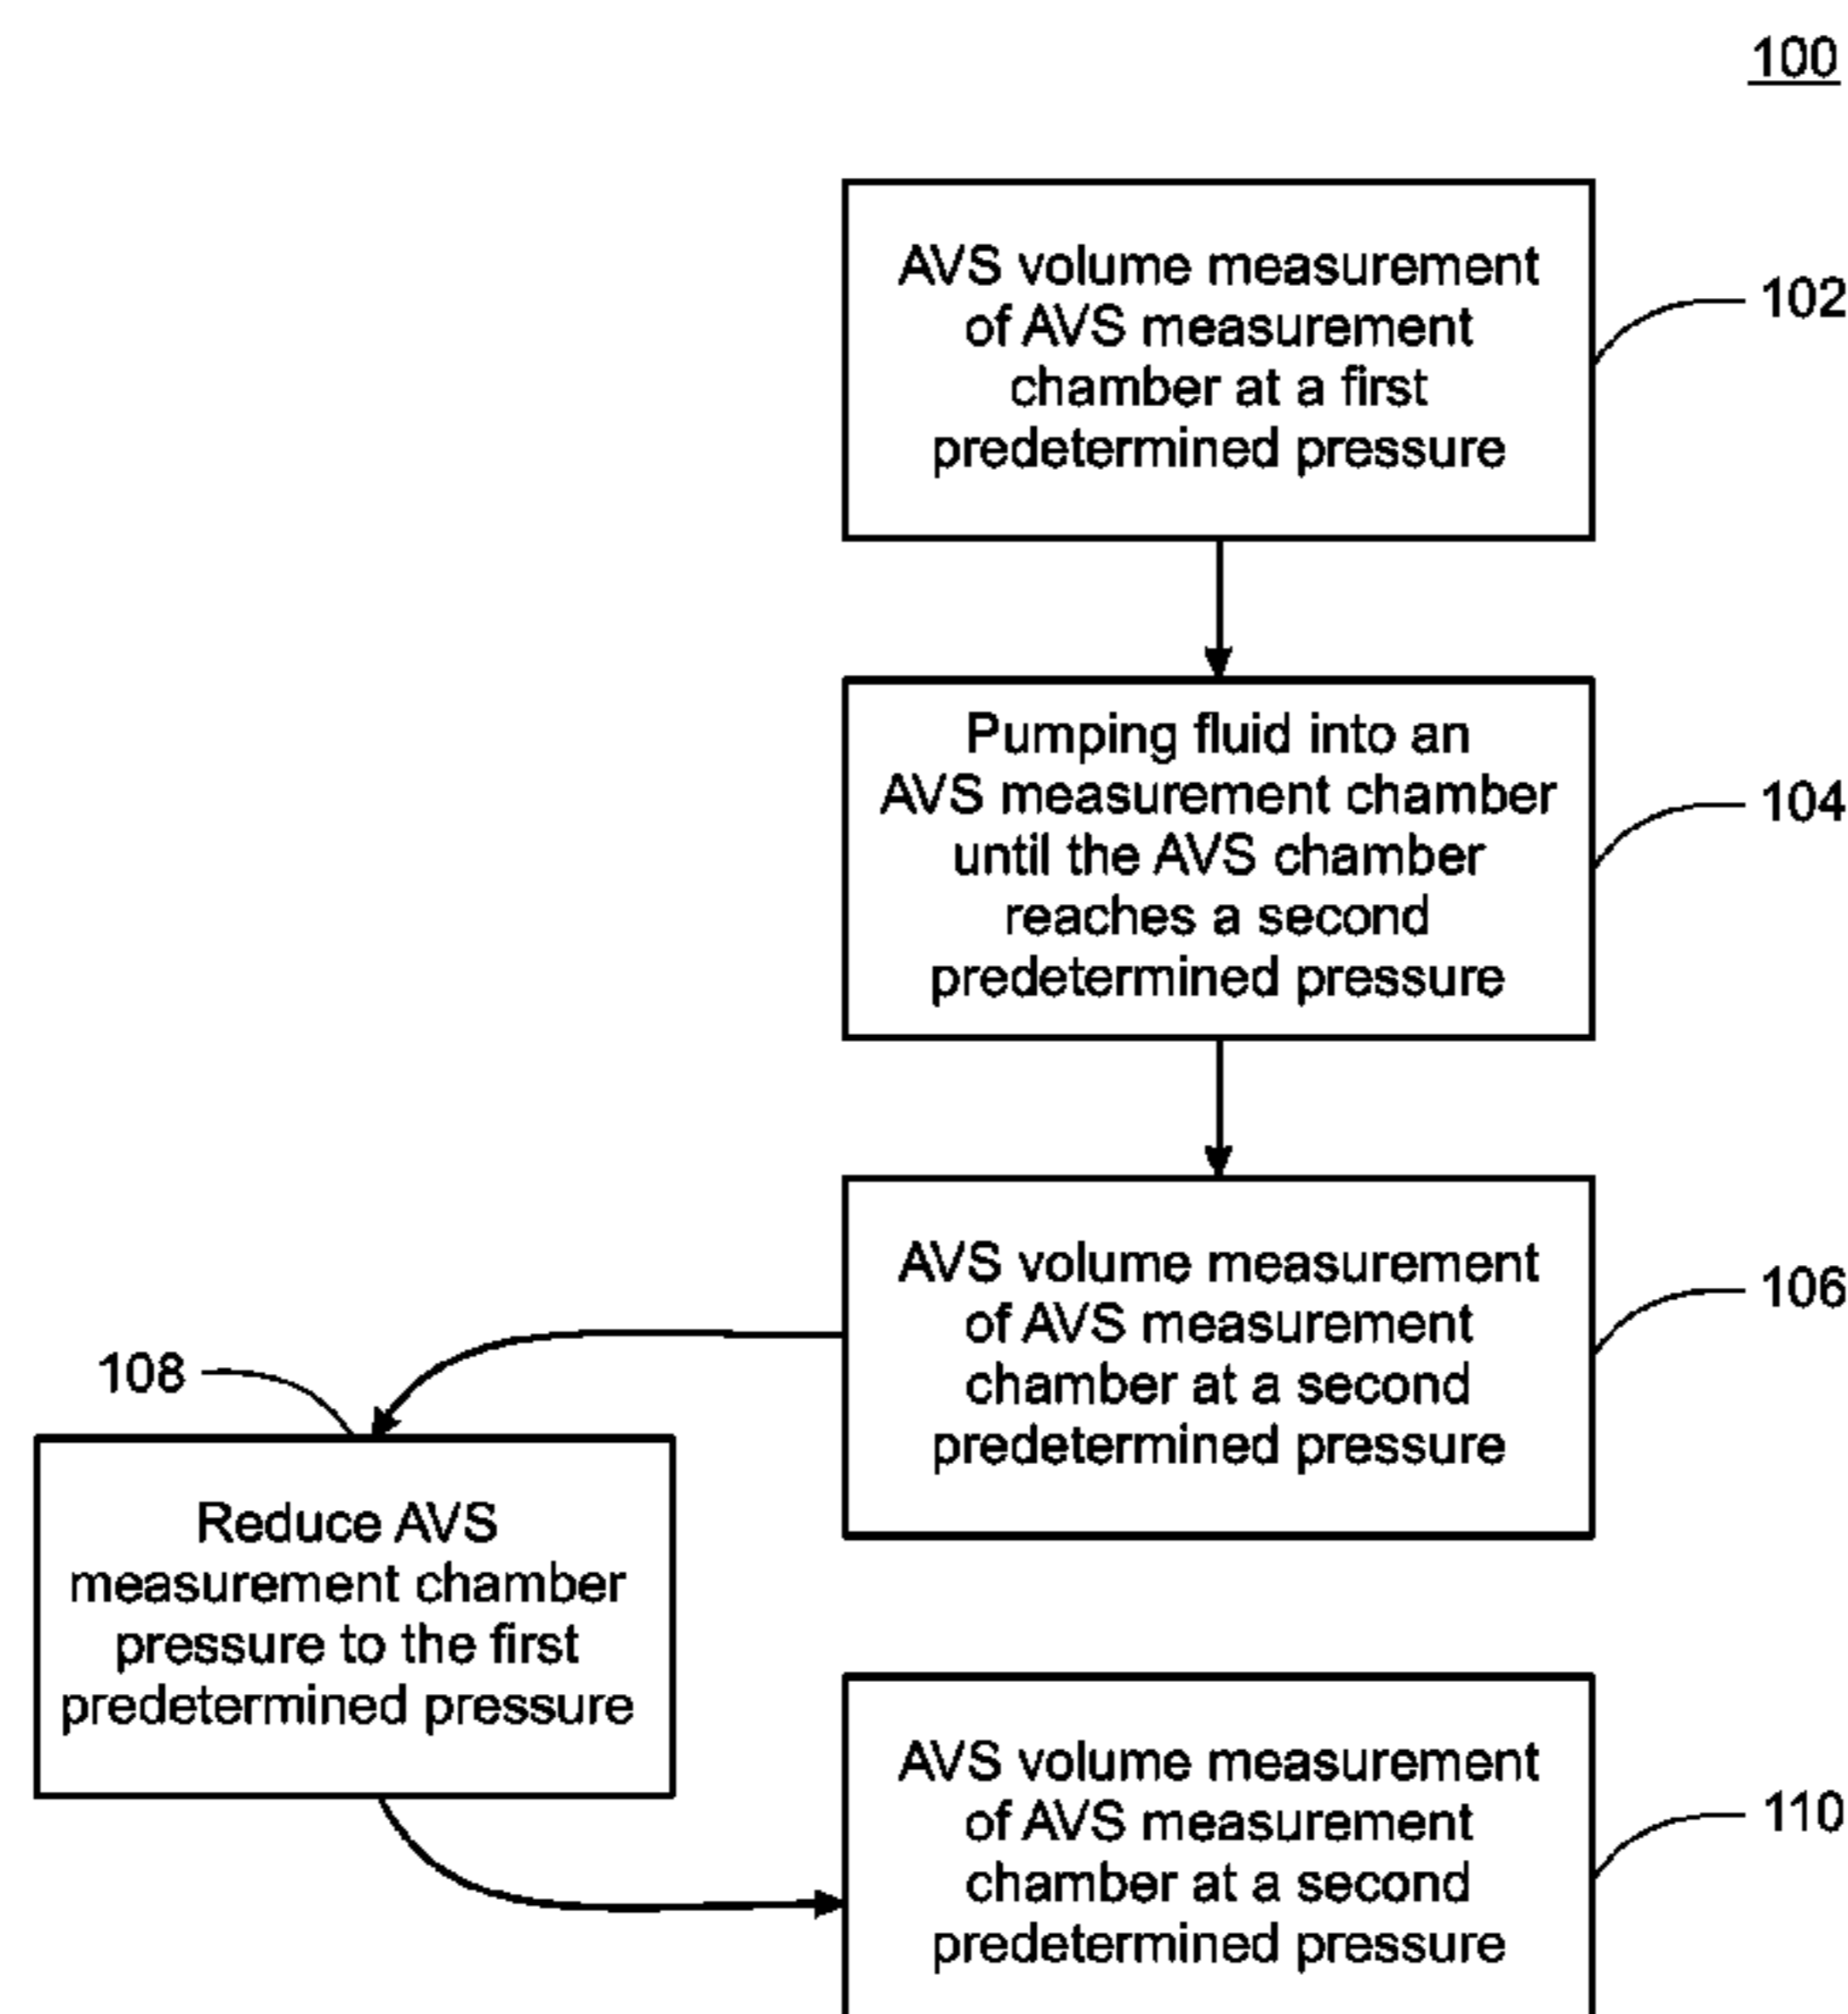 100
AVS volume measurement
of AVS measurement
chamber at a first
predetermined pressure
102
Pumping fluid into an
AVS measurement chamber
until the AVS chamber
reaches a second
predetermined pressure
104
AVS volume measurement
of AVS measurement
chamber at a second
predetermined pressure
106
108
Reduce AVS
measurement chamber
pressure to the first
predetermined pressure
AVS volume measurement
of AVS measurement
chamber at a second
predetermined pressure
110